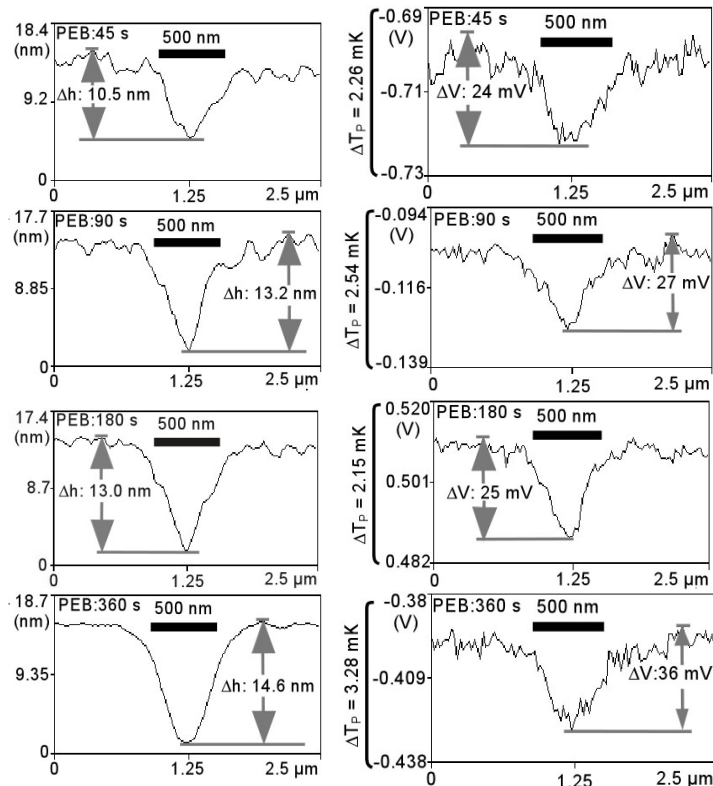 18.4
(nm)
PEB:45 s
500 nm
Δh: 10.5 nm
9.2
0
0
1.25
2.5 μm
ΔTP = 2.26 mK
-0.69
(V)
PEB:45 s
500 nm
ΔV: 24 mV
-0.71
-0.73
0
1.25
2.5 μm
17.7
(nm)
PEB:90 s
500 nm
Δh: 13.2 nm
8.85
0
0
1.25
2.5 μm
ΔTP = 2.54 mK
-0.094
(V)
PEB:90 s
500 nm
ΔV: 27 mV
-0.116
-0.139
0
1.25
2.5 μm
17.4
(nm)
PEB:180 s
500 nm
Δh: 13.0 nm
8.7
0
0
1.25
2.5 μm
ΔTP = 2.15 mK
0.520
(V)
PEB:180 s
500 nm
ΔV: 25 mV
0.501
0.482
0
1.25
2.5 μm
18.7
(nm)
PEB:360 s
500 nm
Δh: 14.6 nm
9.35
0
0
1.25
2.5 μm
ΔTP = 3.28 mK
-0.38
(V)
PEB:360 s
500 nm
ΔV:36 mV
-0.409
-0.438
0
1.25
2.5 μm